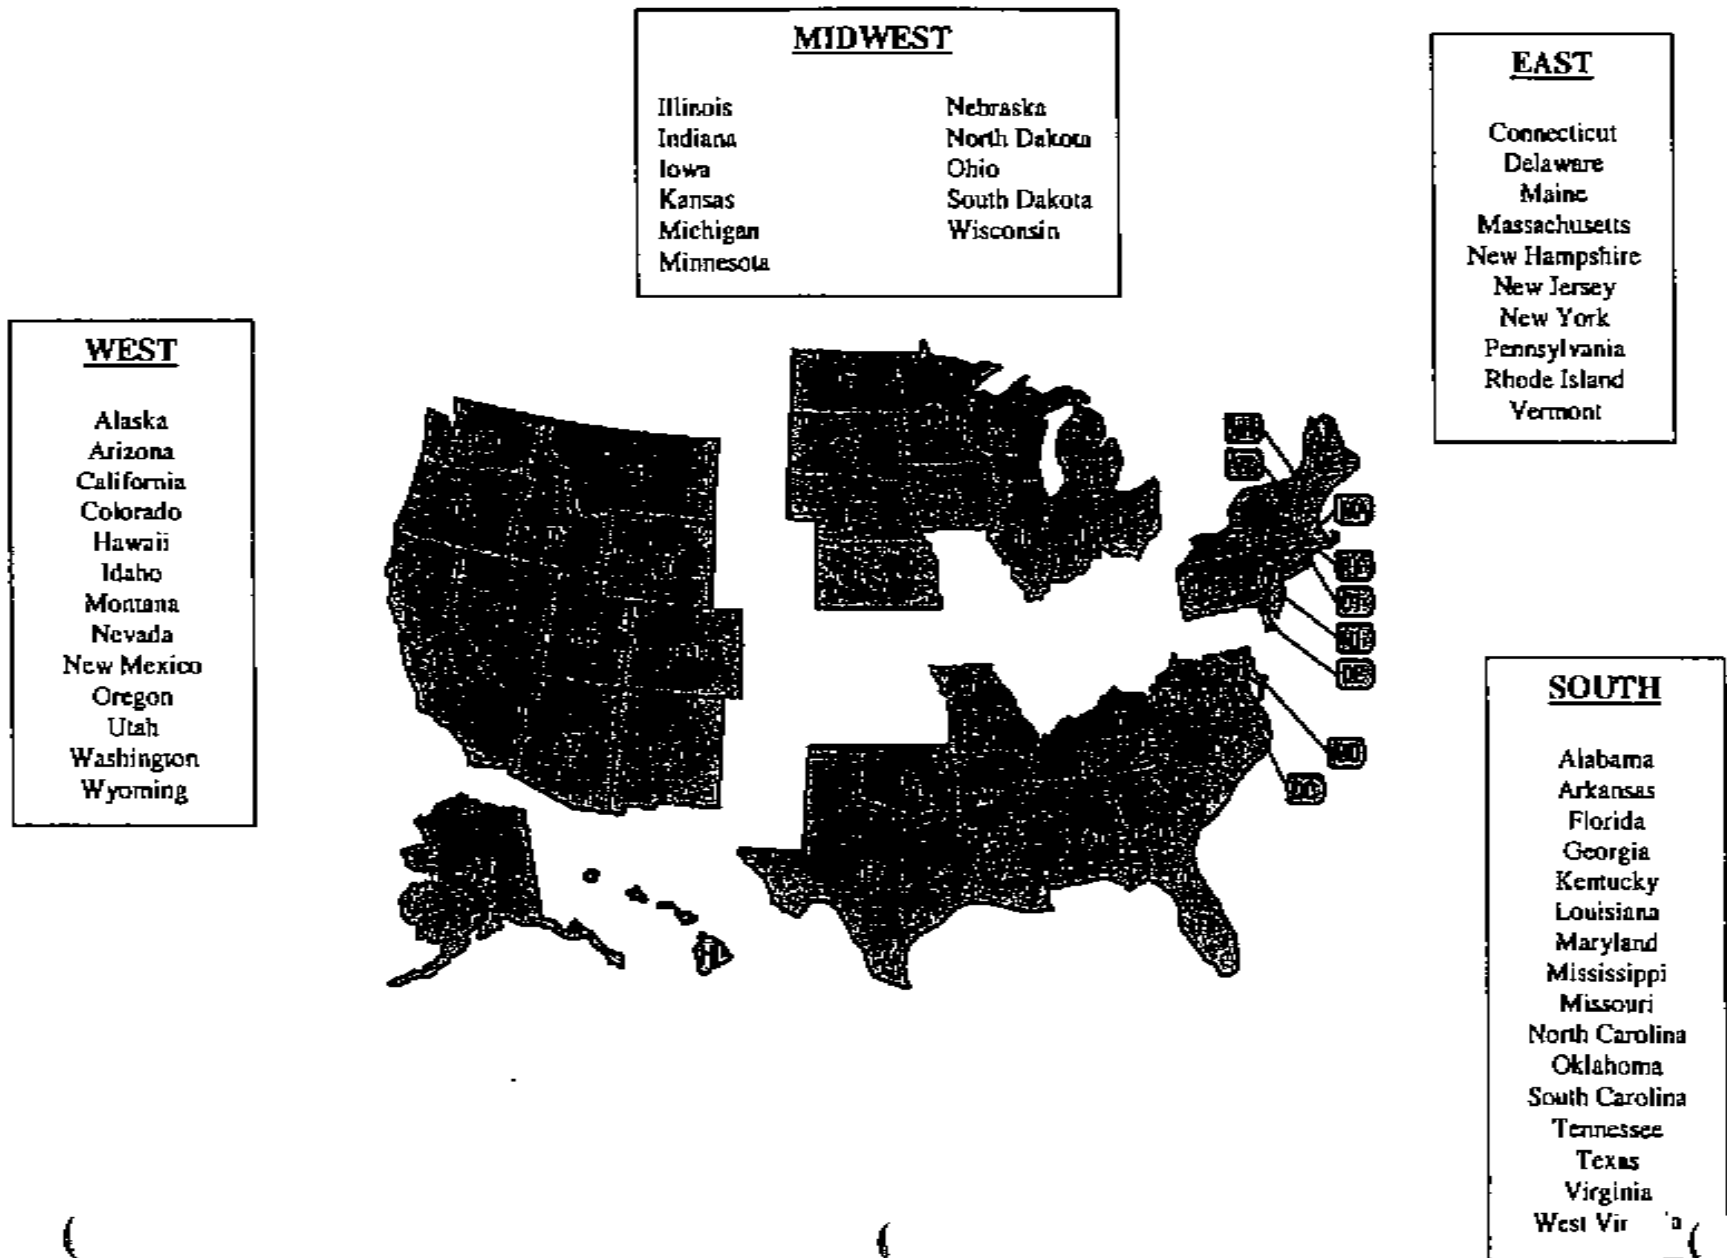 MIDWEST
Illinois
Indiana
Iowa
Kansas
Michigan
Minnesota
Nebraska
North Dakota
Ohio
South Dakota
Wisconsin
EAST
Connecticut
Delaware
Maine
Massachusetts
New Hampshire
New Jersey
New York
Pennsylvania
Rhode Island
Vermont
WEST
Alaska
Arizona
California
Colorado
Hawaii
Idaho
Montana
Nevada
New Mexico
Oregon
Utah
Washington
Wyoming
SOUTH
Alabama
Arkansas
Florida
Georgia
Kentucky
Louisiana
Maryland
Mississippi
Missouri
North Carolina
Oklahoma
South Carolina
Tennessee
Texas
Virginia
West
HI